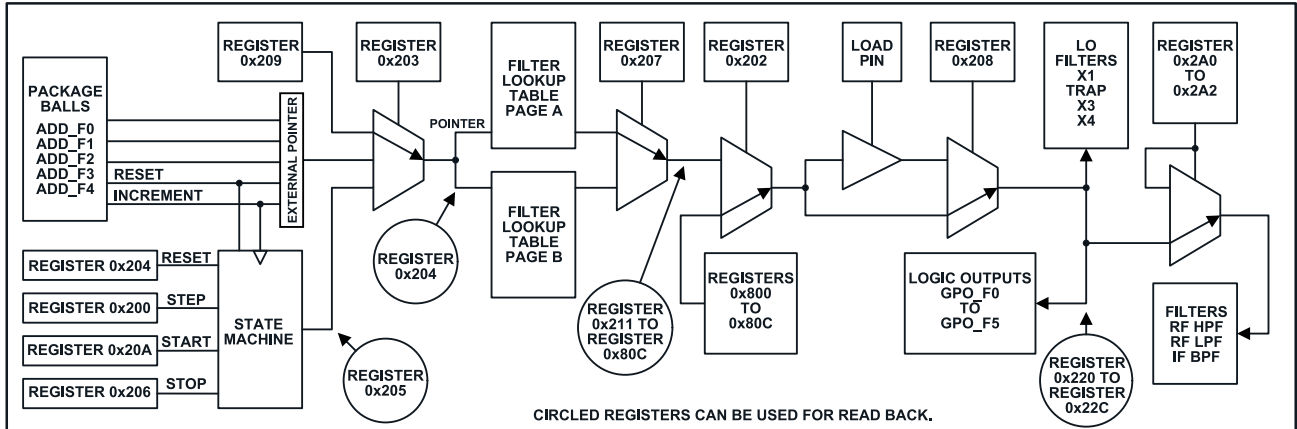 REGISTER
0x209
REGISTER
0x203
FILTER
LOOKUP
TABLE
PAGE A
REGISTER
0x207
REGISTER
0x202
LOAD
PIN
REGISTER
0x208
LO
FILTERS
X1
TRAP
X3
X4
REGISTER
0x2A0
TO
0x2A2
PACKAGE
BALLS
ADD_F0
ADD_F1
ADD_F2
ADD_F3
ADD_F4
RESET
INCREMENT
EXTERNAL POINTER
POINTER
FILTER
LOOKUP
TABLE
PAGE B
REGISTER
0x204
REGISTER 0x204
RESET
REGISTER 0x200
STEP
REGISTER 0x20A
START
REGISTER 0x206
STOP
STATE
MACHINE
REGISTER
0x205
REGISTER
0x211 TO
REGISTER
0x80C
REGISTERS
0x800
TO
0x80C
LOGIC OUTPUTS
GPO_F0
TO
GPO_F5
REGISTER
0x220 TO
REGISTER
0x22C
FILTERS
RF HPF
RF LPF
IF BPF
CIRCLED REGISTERS CAN BE USED FOR READ BACK.